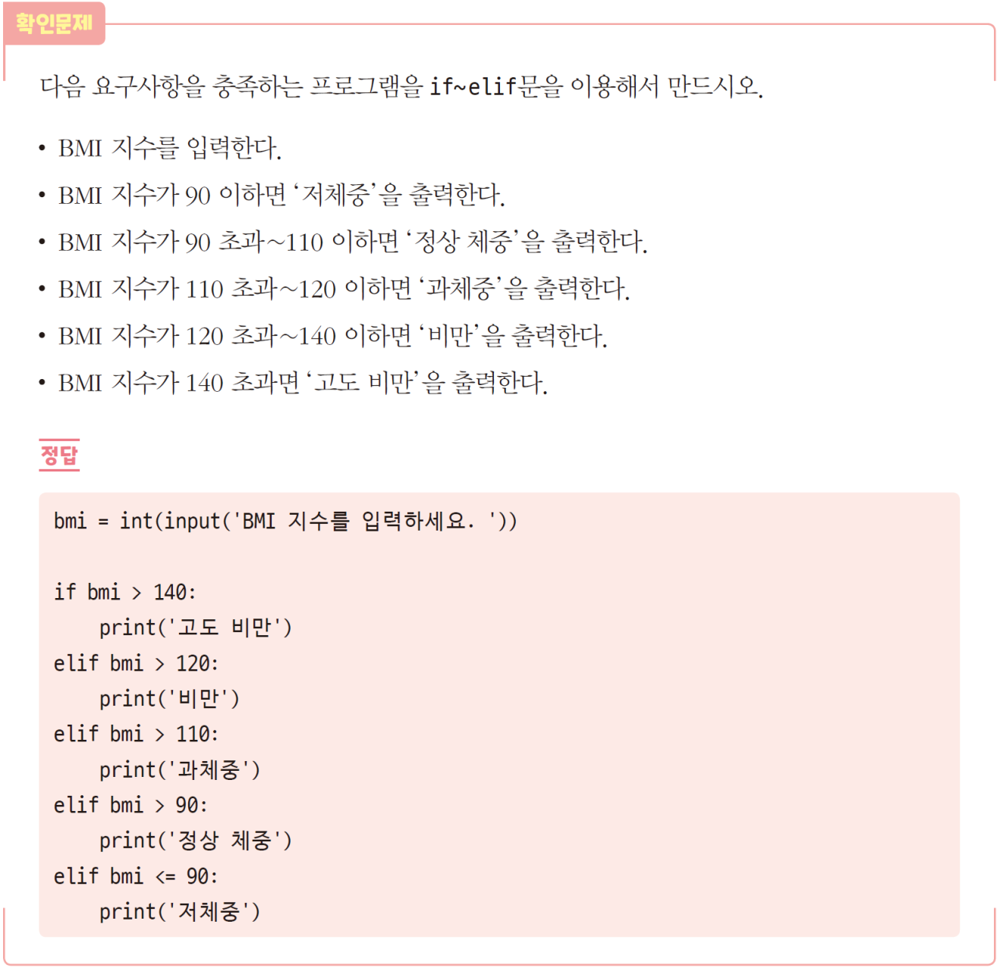 확인문제
다음 요구사항을 충족하는 프로그램을 if~elif문을 이용해서 만드시오.
• BMI 지수를 입력한다.
• BMI 지수가 90 이하면 ‘저체중’을 출력한다.
• BMI 지수가 90 초과~110 이하면 ‘정상 체중’을 출력한다.
• BMI 지수가 110 초과~120 이하면 ‘과체중’을 출력한다.
• BMI 지수가 120 초과~140 이하면 ‘비만’을 출력한다.
• BMI 지수가 140 초과면 ‘고도 비만’을 출력한다.
정답
bmi = int(input('BMI 지수를 입력하세요. '))
if bmi > 140:
    print('고도 비만')
elif bmi > 120:
    print('비만')
elif bmi > 110:
    print('과체중')
elif bmi > 90:
    print('정상 체중')
elif bmi <= 90:
    print('저체중')